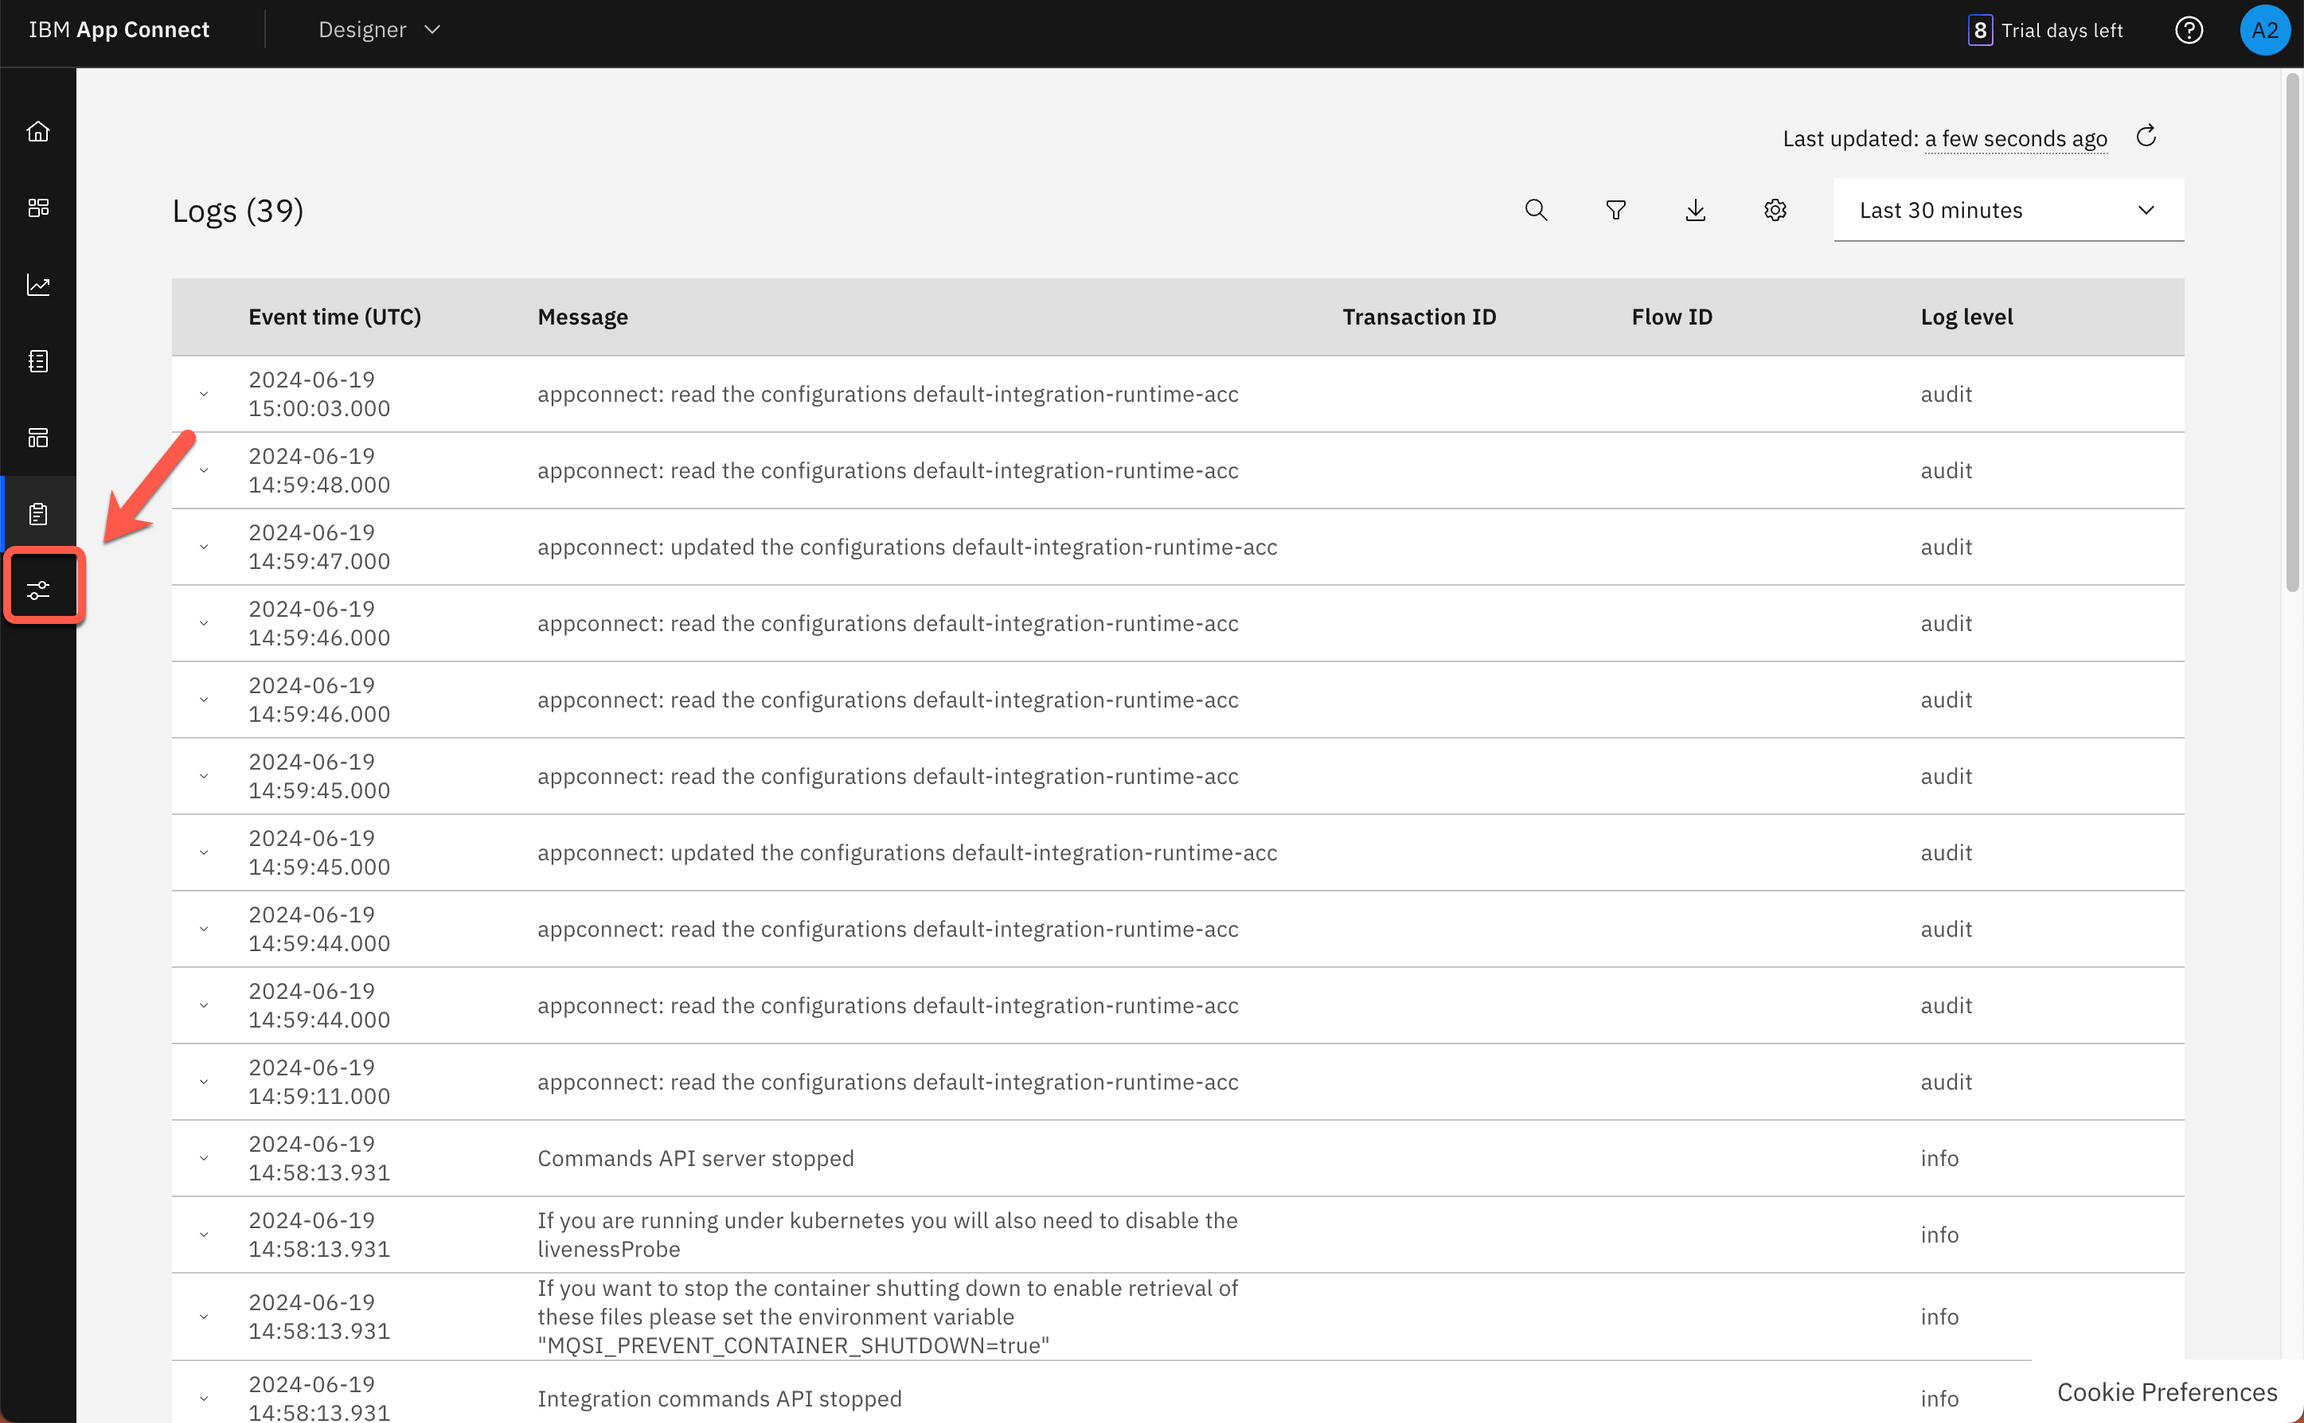 IBM App Connect
Designer
8 Trial days left
A2
Last updated: a few seconds ago
Logs (39)
Last 30 minutes
Event time (UTC) Message Transaction ID Flow ID Log level
2024-06-19
15:00:03.000
appconnect: read the configurations default-integration-runtime-acc
audit
2024-06-19
14:59:48.000
appconnect: read the configurations default-integration-runtime-acc
audit
2024-06-19
14:59:47.000
appconnect: updated the configurations default-integration-runtime-acc
audit
2024-06-19
14:59:46.000
appconnect: read the configurations default-integration-runtime-acc
audit
2024-06-19
14:59:46.000
appconnect: read the configurations default-integration-runtime-acc
audit
2024-06-19
14:59:45.000
appconnect: read the configurations default-integration-runtime-acc
audit
2024-06-19
14:59:45.000
appconnect: updated the configurations default-integration-runtime-acc
audit
2024-06-19
14:59:44.000
appconnect: read the configurations default-integration-runtime-acc
audit
2024-06-19
14:59:44.000
appconnect: read the configurations default-integration-runtime-acc
audit
2024-06-19
14:59:11.000
appconnect: read the configurations default-integration-runtime-acc
audit
2024-06-19
14:58:13.931
Commands API server stopped
info
2024-06-19
14:58:13.931
If you are running under kubernetes you will also need to disable the
livenessProbe
info
2024-06-19
14:58:13.931
If you want to stop the container shutting down to enable retrieval of
these files please set the environment variable
"MQSI_PREVENT_CONTAINER_SHUTDOWN=true"
info
2024-06-19
14:58:13.931
Integration commands API stopped
info
Cookie Preferences